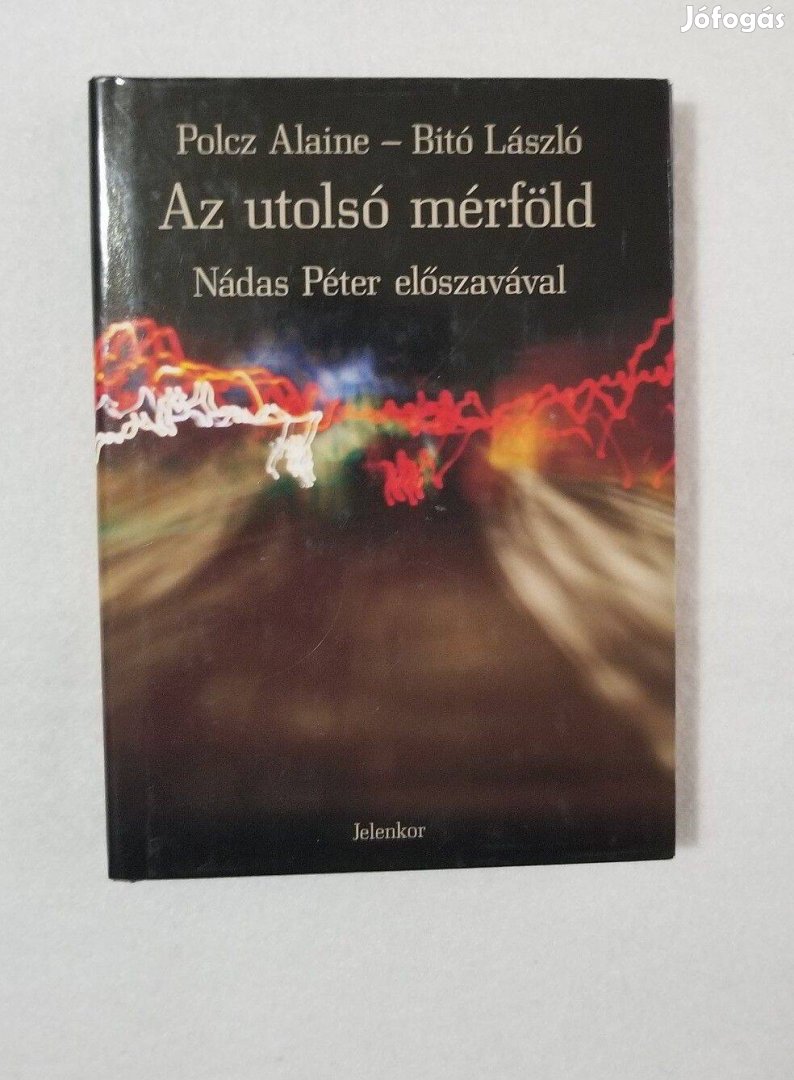 Jófogás
Polcz Alaine – Bitó László
Az utolsó mérföld
Nádas Péter előszavával
Jelenkor